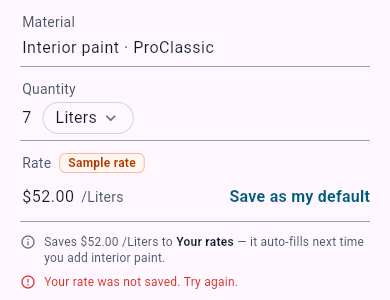 Material
Interior paint · ProClassic
Quantity
7 Liters
Rate Sample rate
$52.00 /Liters Save as my default
Saves $52.00 /Liters to Your rates — it auto-fills next time
you add interior paint.
Your rate was not saved. Try again.